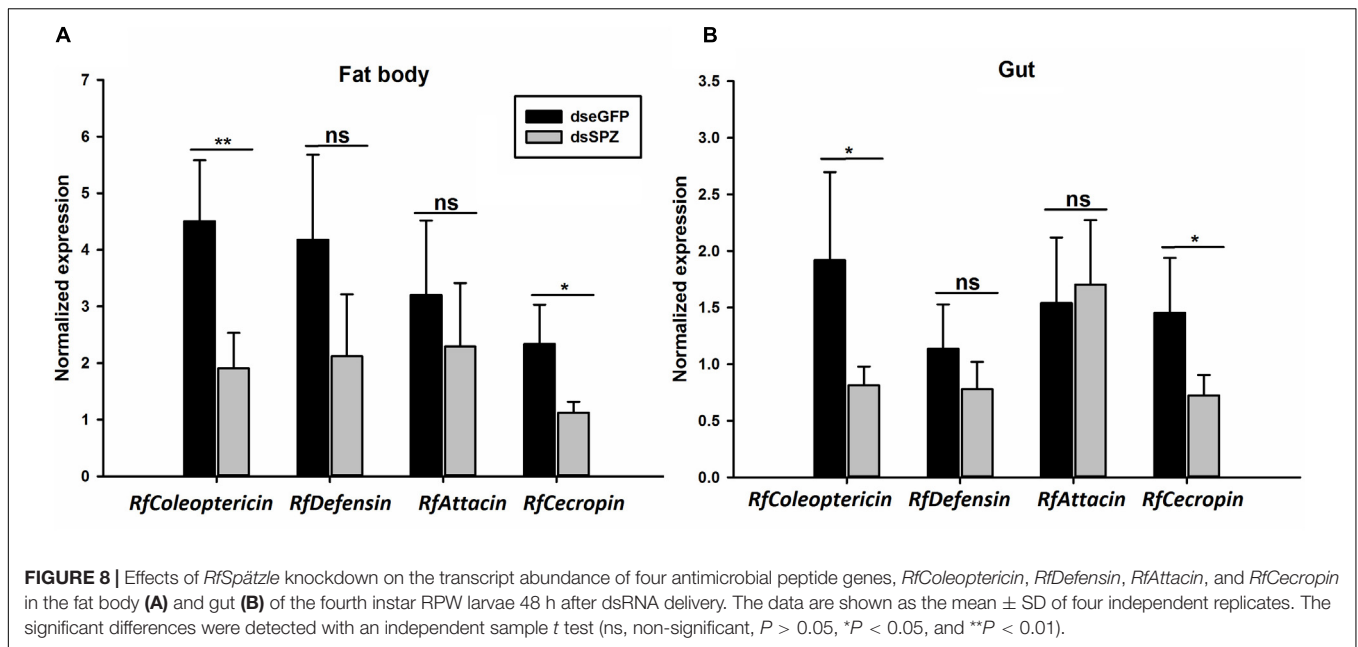 A
Fat body
dseGFP
dsSPZ
Normalized expression
7
6
5
4
3
2
1
0
**
ns
ns
*
RfColeoptericin RfDefensin RfAttacin RfCecropin
B
Gut
Normalized expression
3.5
3.0
2.5
2.0
1.5
1.0
0.5
0.0
*
ns
ns
*
RfColeoptericin RfDefensin RfAttacin RfCecropin
FIGURE 8 | Effects of RfSpätzle knockdown on the transcript abundance of four antimicrobial peptide genes, RfColeoptericin, RfDefensin, RfAttacin, and RfCecropin
in the fat body (A) and gut (B) of the fourth instar RPW larvae 48 h after dsRNA delivery. The data are shown as the mean ± SD of four independent replicates. The
significant differences were detected with an independent sample t test (ns, non-significant, P > 0.05, *P < 0.05, and **P < 0.01).